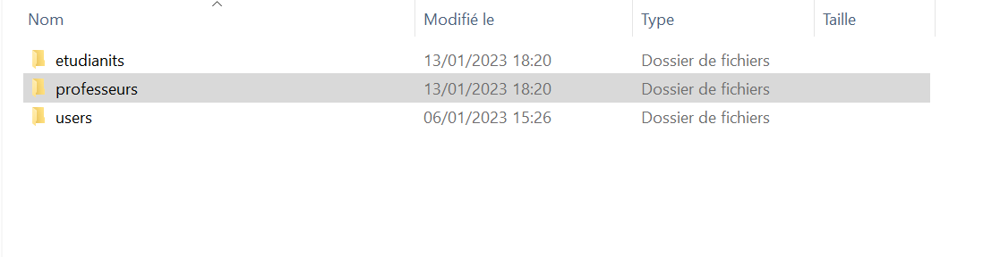 Nom Modifié le Type Taille
etudianits 13/01/2023 18:20 Dossier de fichiers
professeurs 13/01/2023 18:20 Dossier de fichiers
users 06/01/2023 15:26 Dossier de fichiers